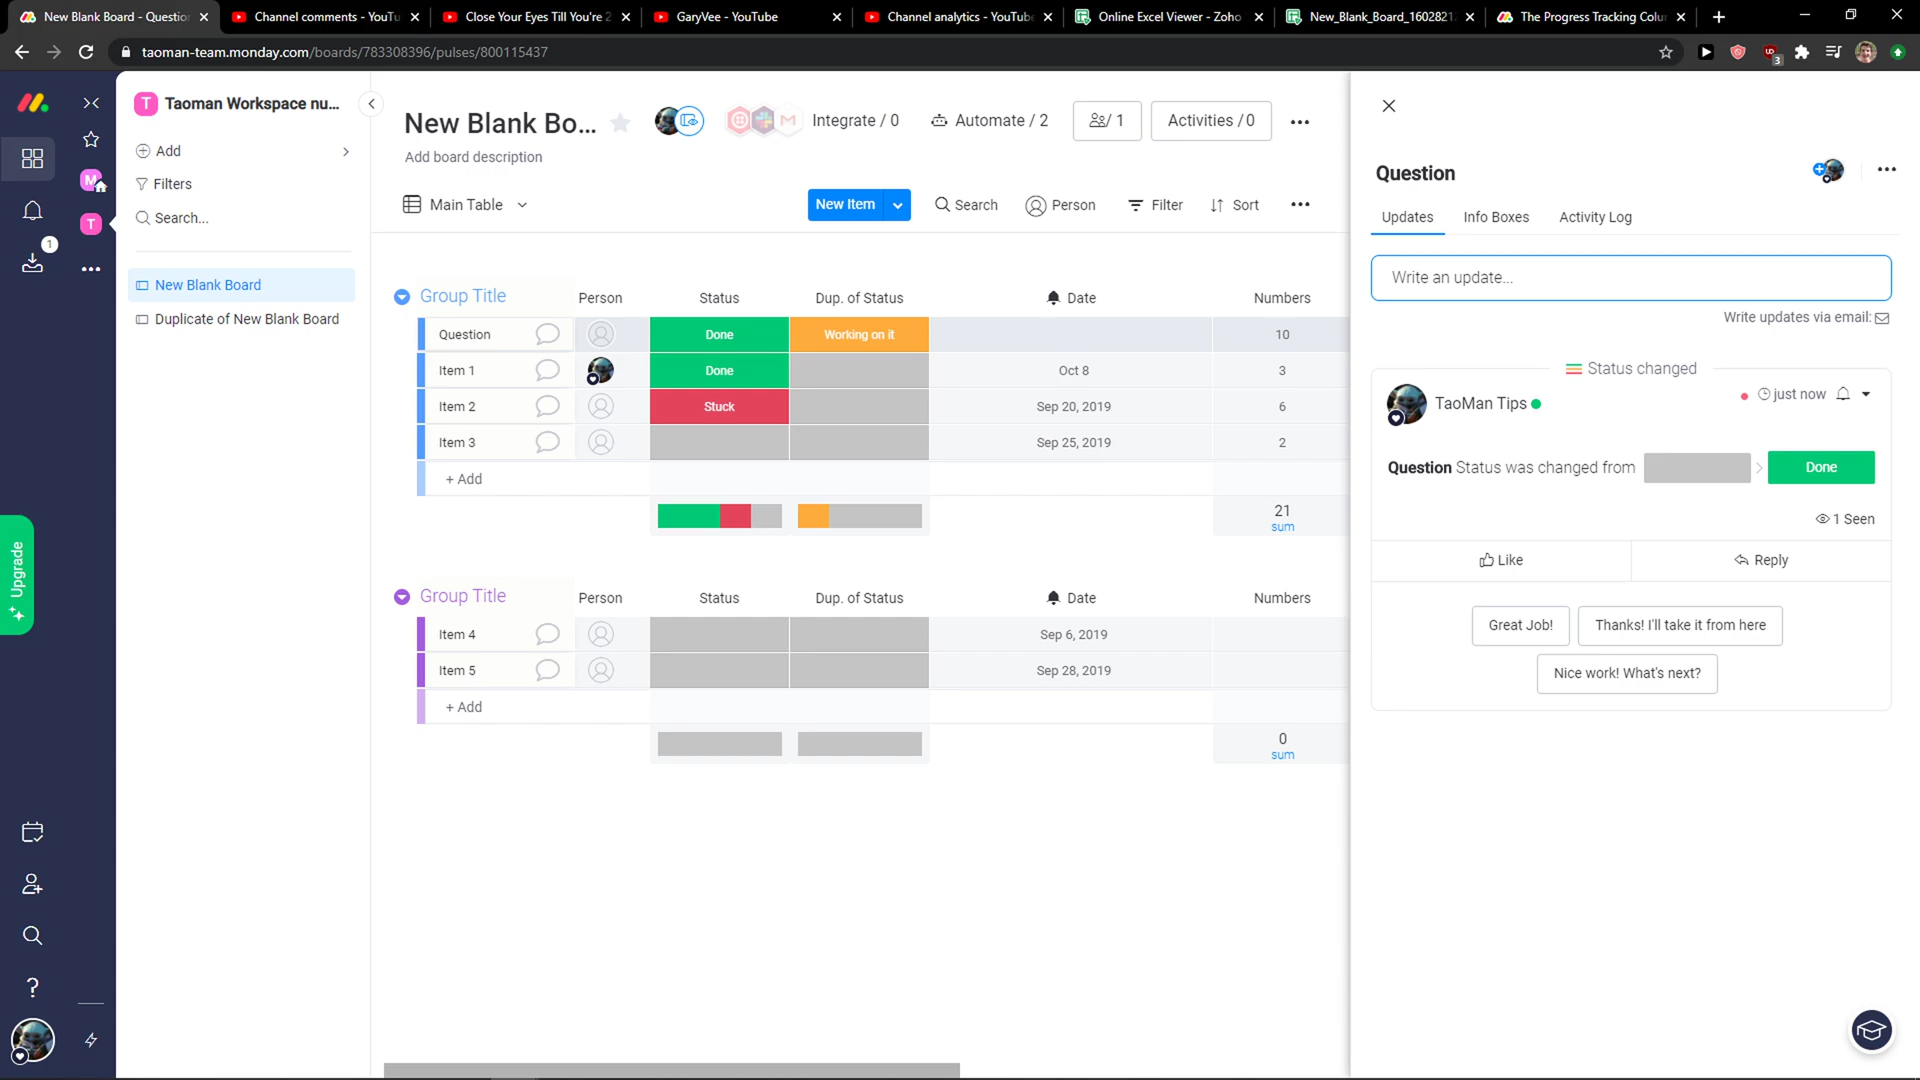 New Blank Board - Question
Channel comments - YouTu
Close Your Eyes Till You're 2
GaryVee - YouTube
Channel analytics - YouTube
Online Excel Viewer - Zoho
New_Blank_Board_1602821
The Progress Tracking Colu
taoman-team.monday.com/boards/783308396/pulses/800115437
3
T
Taoman Workspace nu...
Add
Filters
Search...
New Blank Board
Duplicate of New Blank Board
M
T
1
Upgrade
New Blank Bo...
Integrate / 0
Automate / 2
/ 1
Activities / 0
Add board description
Main Table
New Item
Search
Person
Filter
Sort
Group Title
Person
Status
Dup. of Status
Date
Numbers
Question
Done
Working on it
10
Item 1
Done
Oct 8
3
Item 2
Stuck
Sep 20, 2019
6
Item 3
Sep 25, 2019
2
+ Add
21
sum
Group Title
Person
Status
Dup. of Status
Date
Numbers
Item 4
Sep 6, 2019
Item 5
Sep 28, 2019
+ Add
0
sum
Question
Updates
Info Boxes
Activity Log
Write an update...
Write updates via email:
Status changed
TaoMan Tips
just now
Question Status was changed from
Done
1 Seen
Like
Reply
Great Job!
Thanks! I'll take it from here
Nice work! What's next?